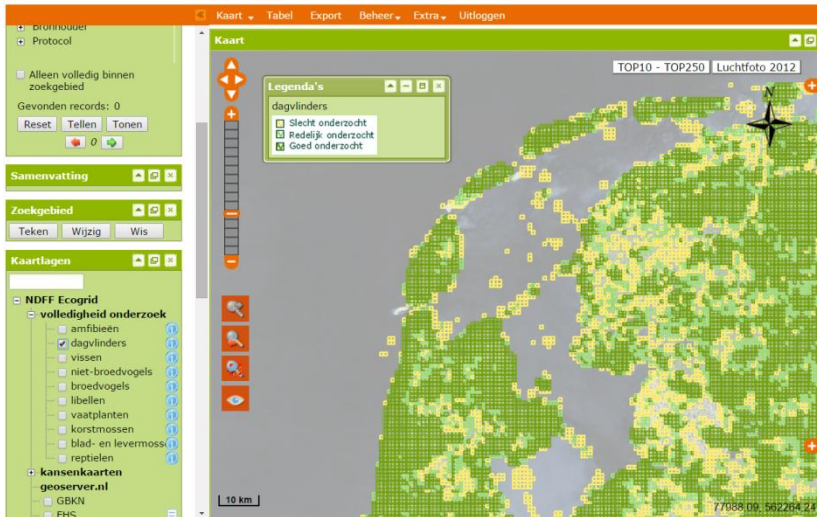 Kaart Tabel Export Beheer Extra Uitloggen
Bronhouder
Protocol
Alleen volledig binnen
zoekgebied
Gevonden records: 0
Reset Tellen Tonen
0
Samenvatting
Zoekgebied
Teken Wijzig Wis
Kaartlagen
NDFF Ecogrid
volledigheid onderzoek
amfibieën
dagvlinders
vissen
niet-broedvogels
broedvogels
libellen
vaatplanten
korstmossen
blad- en levermoss
reptielen
kansenkaarten
geoserver.nl
GBKN
EHS
Kaart
TOP10 - TOP250 Luchtfoto 2012
Legenda's
dagvlinders
Slecht onderzocht
Redelijk onderzocht
Goed onderzocht
N
10 km
77988.09, 562264.24